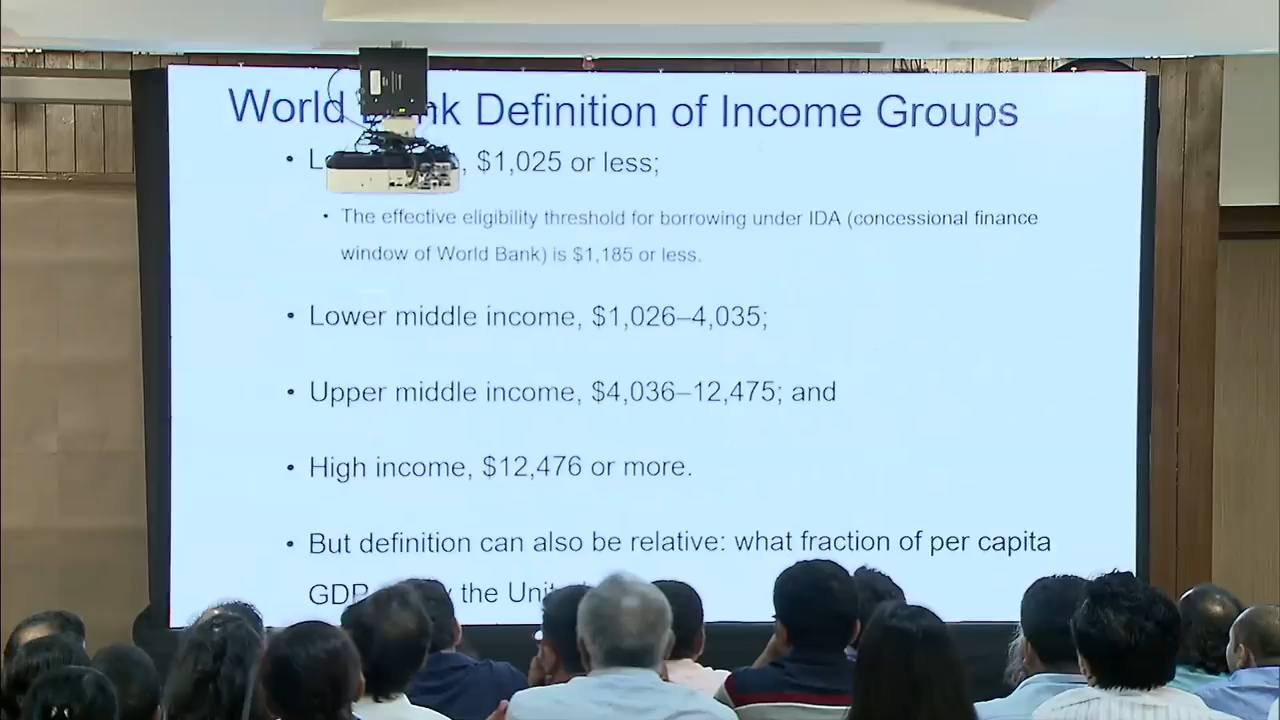 World Definition of Income Groups
• $1,025 or less;
• The effective eligibility threshold for borrowing under IDA (concessional finance
window of World Bank) is $1,185 or less.
• Lower middle income, $1,026–4,035;
• Upper middle income, $4,036–12,475; and
• High income, $12,476 or more.
• But definition can also be relative: what fraction of per capita
the